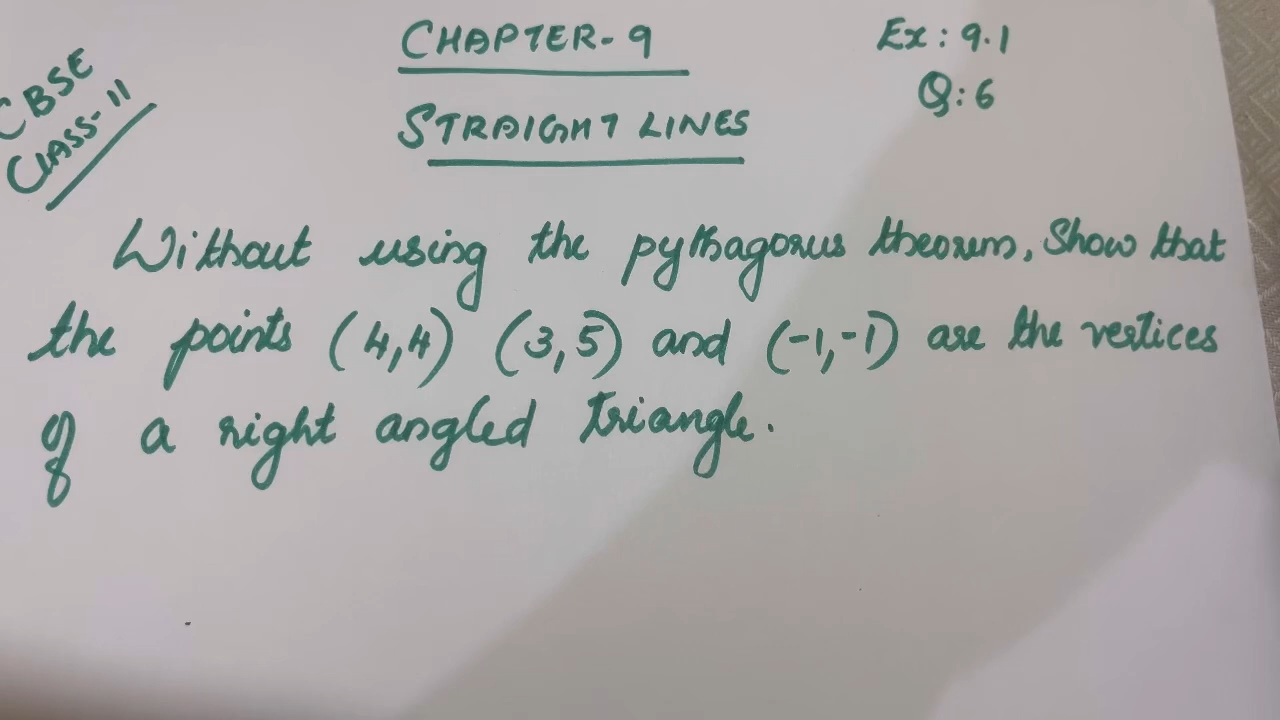 CBSE
CLASS-11
CHAPTER-9
STRAIGHT LINES
Ex: 9.1
Q: 6
Without using the pythagorus theorem, Show that
the points (4,4) (3,5) and (-1,-1) are the vertices
of a right angled triangle.